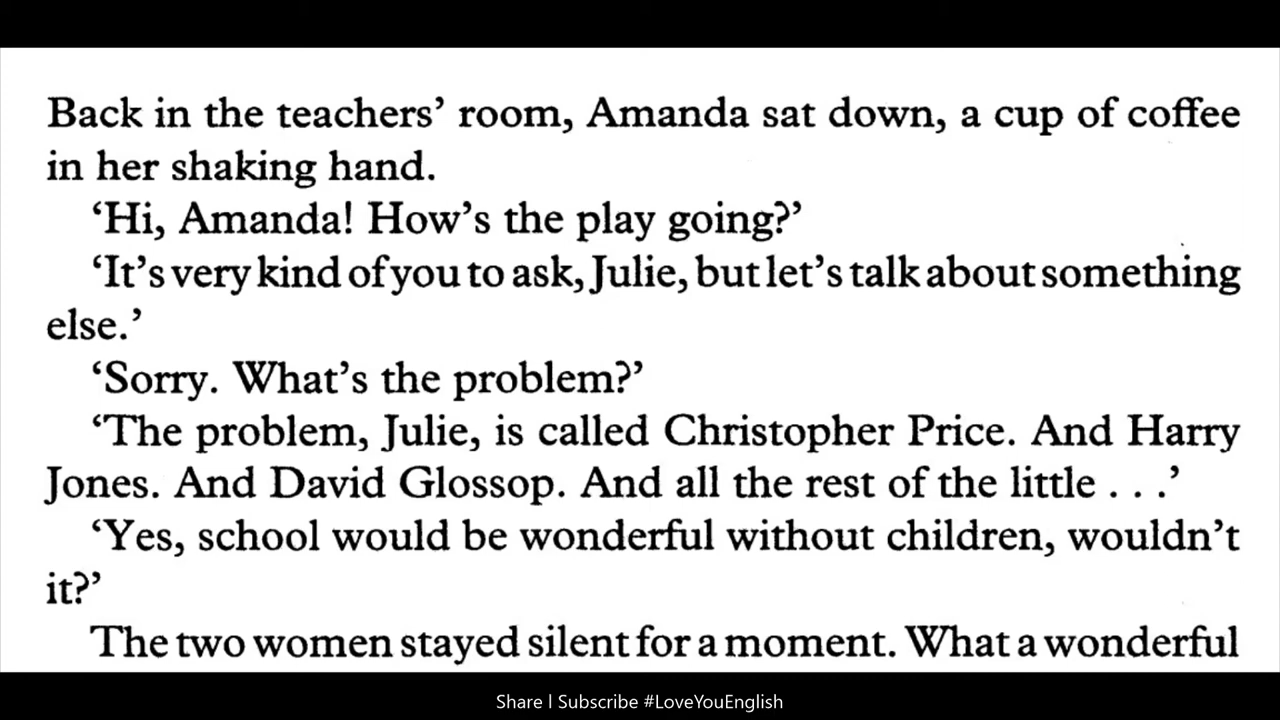 Back in the teachers’ room, Amanda sat down, a cup of coffee
in her shaking hand.
‘Hi, Amanda! How’s the play going?’
‘It’s very kind of you to ask, Julie, but let’s talk about something
else.’
‘Sorry. What’s the problem?’
‘The problem, Julie, is called Christopher Price. And Harry
Jones. And David Glossop. And all the rest of the little . . .’
‘Yes, school would be wonderful without children, wouldn’t
it?’
The two women stayed silent for a moment. What a wonderful
Share l Subscribe #LoveYouEnglish